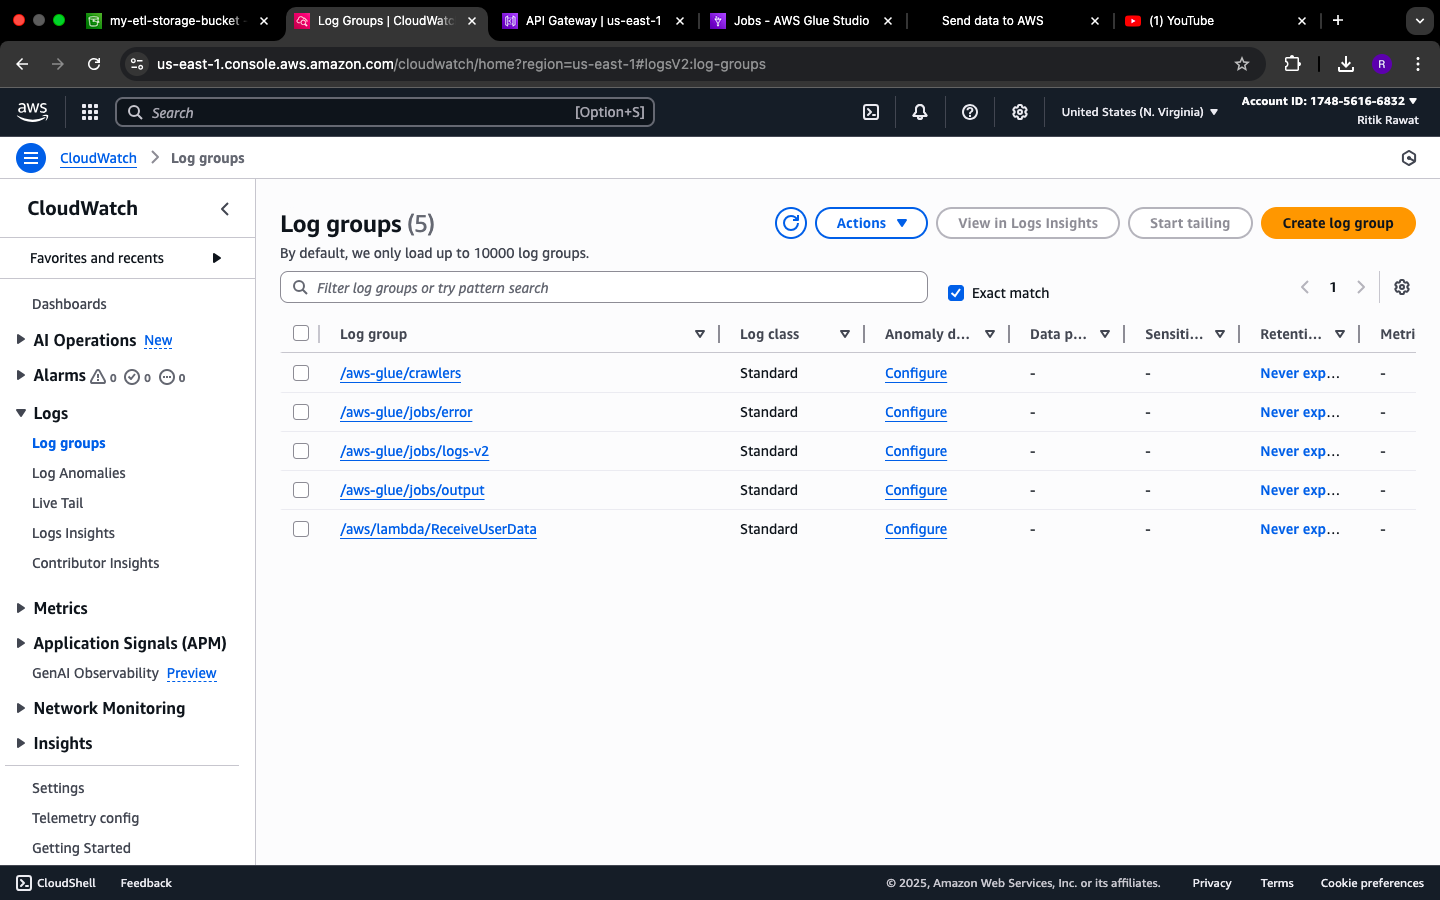 my-etl-storage-bucket -
Log Groups | CloudWatc
API Gateway | us-east-1
Jobs - AWS Glue Studio
Send data to AWS
(1) YouTube
us-east-1.console.aws.amazon.com/cloudwatch/home?region=us-east-1#logsV2:log-groups
R
aws
Search
[Option+S]
United States (N. Virginia)
Account ID: 1748-5616-6832
Ritik Rawat
CloudWatch
Log groups
CloudWatch
Favorites and recents
Dashboards
AI Operations New
Alarms 0 0 0
Logs
Log groups
Log Anomalies
Live Tail
Logs Insights
Contributor Insights
Metrics
Application Signals (APM)
GenAI Observability Preview
Network Monitoring
Insights
Settings
Telemetry config
Getting Started
Log groups (5)
By default, we only load up to 10000 log groups.
Actions
View in Logs Insights
Start tailing
Create log group
Filter log groups or try pattern search
Exact match
1
Log group Log class Anomaly d... Data p... Sensiti... Retenti... Metri
/aws-glue/crawlers Standard Configure - - Never exp... -
/aws-glue/jobs/error Standard Configure - - Never exp... -
/aws-glue/jobs/logs-v2 Standard Configure - - Never exp... -
/aws-glue/jobs/output Standard Configure - - Never exp... -
/aws/lambda/ReceiveUserData Standard Configure - - Never exp... -
CloudShell
Feedback
© 2025, Amazon Web Services, Inc. or its affiliates.
Privacy
Terms
Cookie preferences